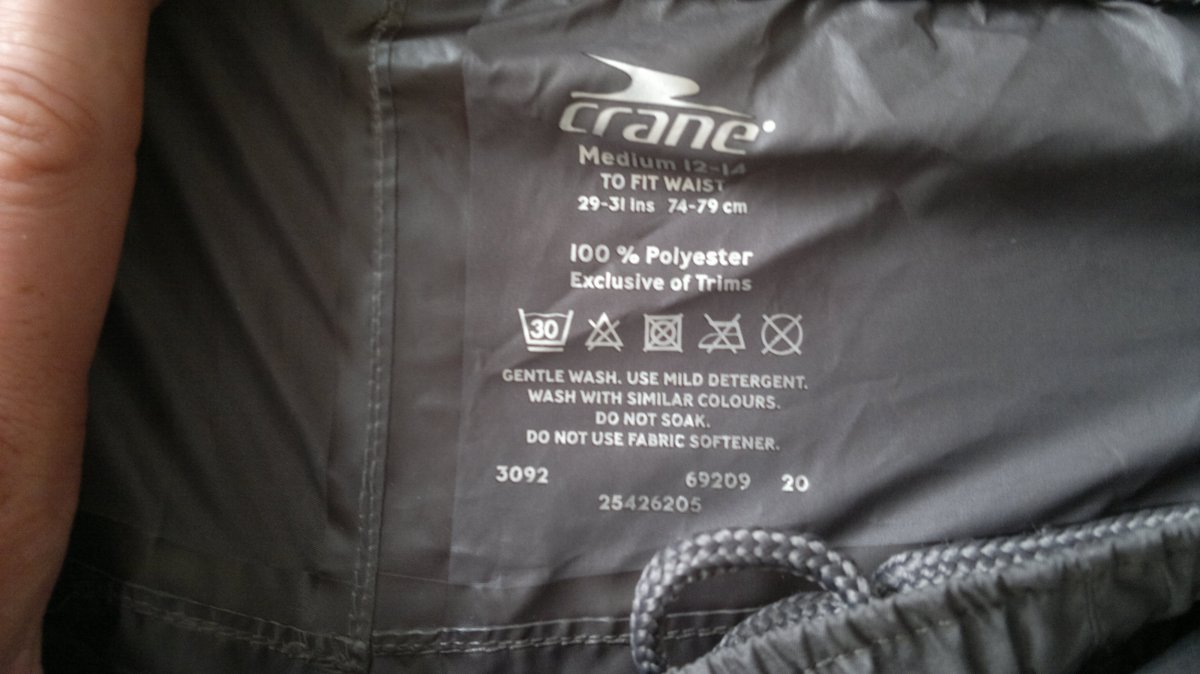 crane
Medium 12-14
TO FIT WAIST
29-31 Ins 74-79 cm
100 % Polyester
Exclusive of Trims
30
GENTLE WASH. USE MILD DETERGENT.
WASH WITH SIMILAR COLOURS.
DO NOT SOAK.
DO NOT USE FABRIC SOFTENER.
3092 69209 20
25426205